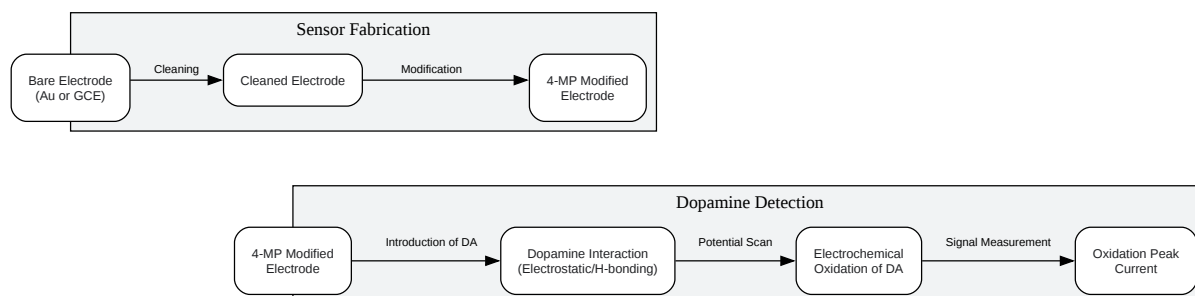 Sensor Fabrication
Bare Electrode
(Au or GCE)
Cleaning
Cleaned Electrode
Modification
4-MP Modified
Electrode
Dopamine Detection
4-MP Modified
Electrode
Introduction of DA
Dopamine Interaction
(Electrostatic/H-bonding)
Potential Scan
Electrochemical
Oxidation of DA
Signal Measurement
Oxidation Peak
Current